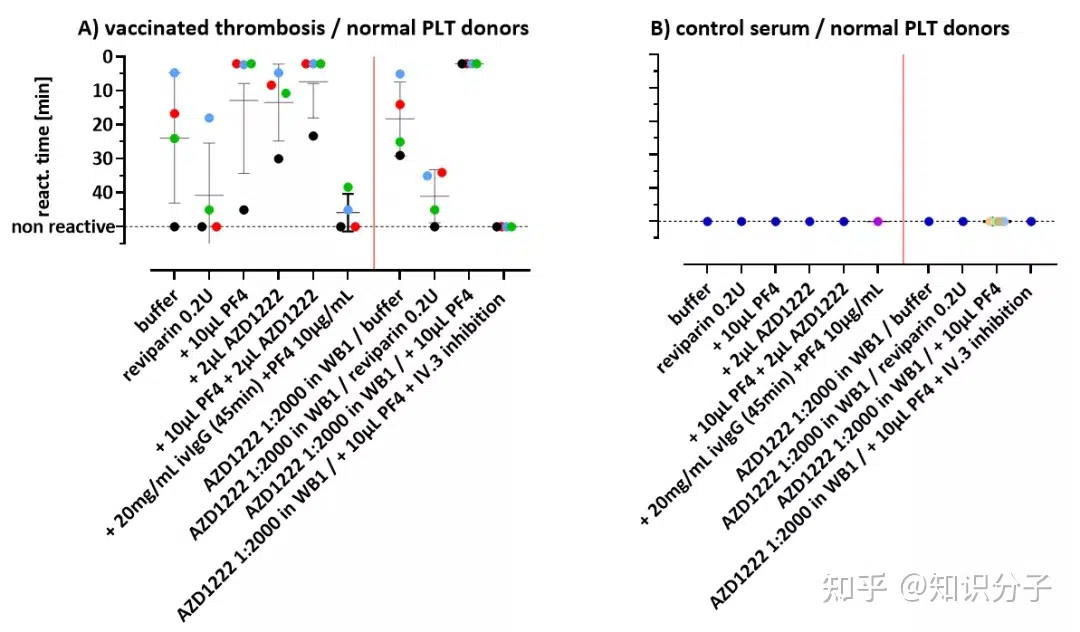 A) vaccinated thrombosis / normal PLT donors
react. time [min]
0
10
20
30
40
non reactive
buffer
reviparin 0.2U
+ 10µL PF4
+ 2µL AZD1222
+ 10µL PF4 + 2µL AZD1222
+ 20mg/mL ivIgG (45min) +PF4 10µg/mL
AZD1222 1:2000 in WB1 / buffer
AZD1222 1:2000 in WB1 / reviparin 0.2U
AZD1222 1:2000 in WB1 / + 10µL PF4
AZD1222 1:2000 in WB1 / + 10µL PF4 + IV.3 inhibition
B) control serum / normal PLT donors
buffer
reviparin 0.2U
+ 10µL PF4
+ 2µL AZD1222
+ 10µL PF4 + 2µL AZD1222
+ 20mg/mL ivIgG (45min) +PF4 10µg/mL
AZD1222 1:2000 in WB1 / buffer
AZD1222 1:2000 in WB1 / reviparin 0.2U
AZD1222 1:2000 in WB1 / + 10µL PF4
AZD1222 1:2000 in WB1 / + 10µL PF4 + IV.3 inhibition
知乎 @知识分子